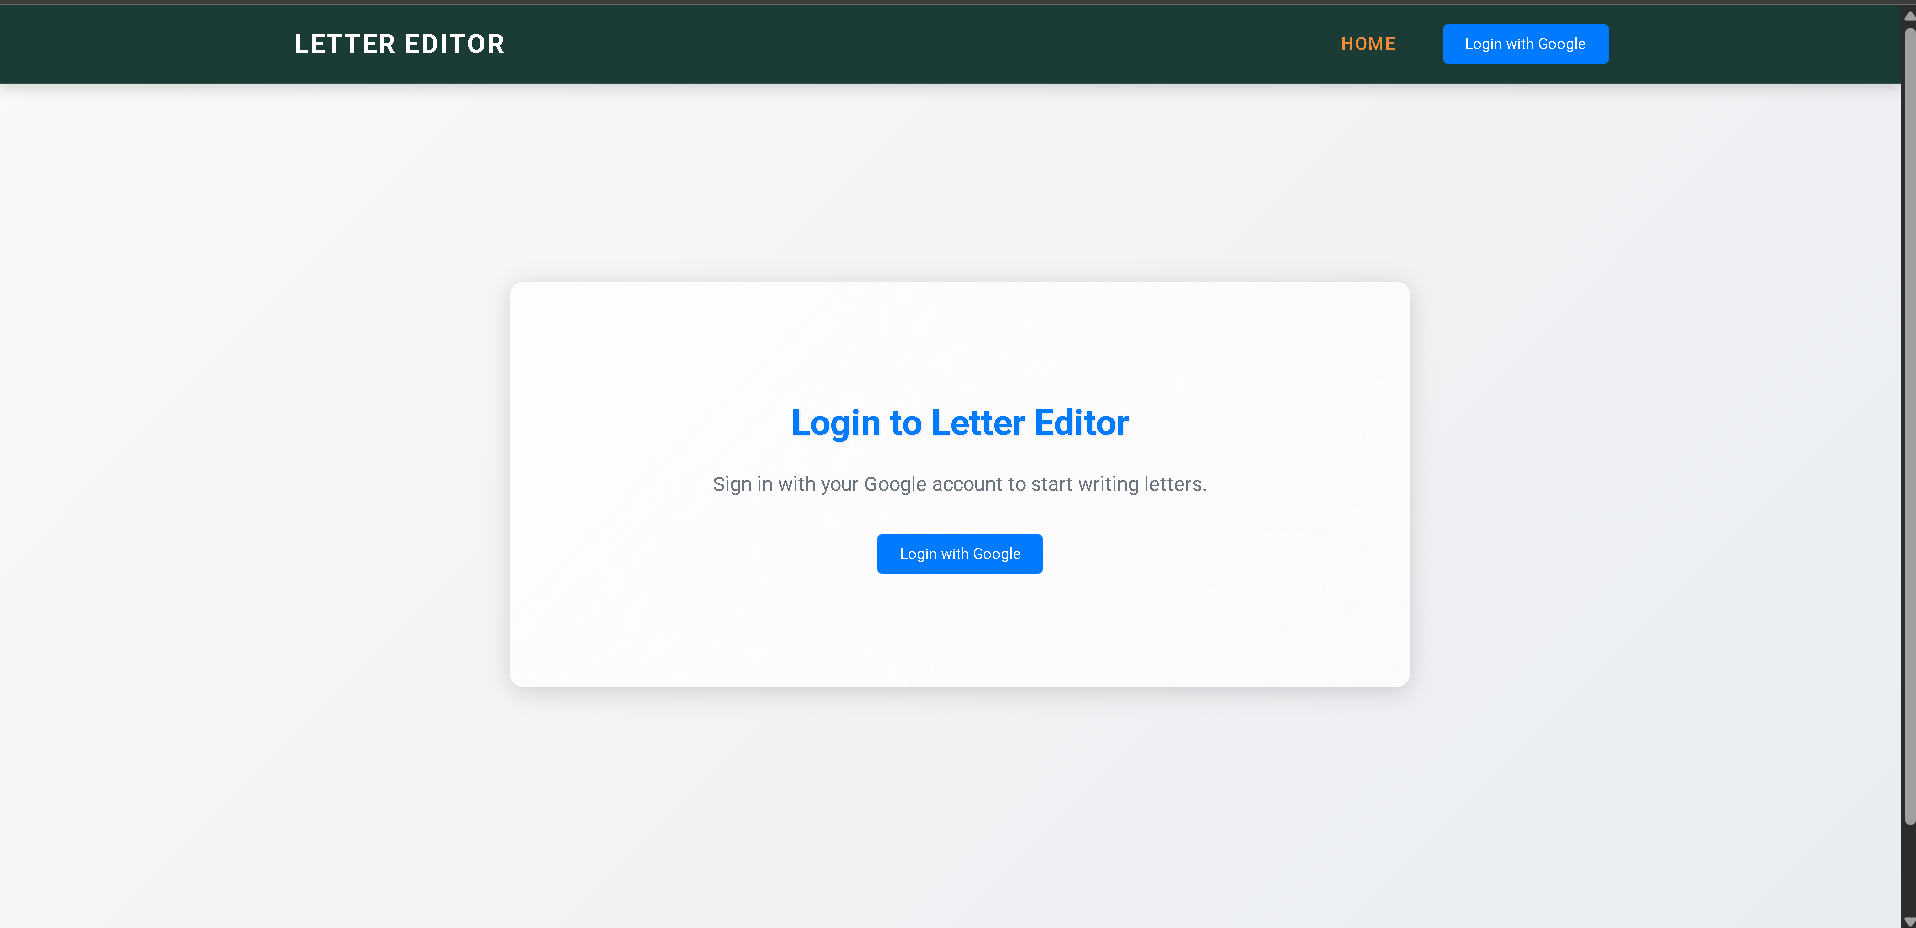 LETTER EDITOR
HOME
Login with Google
Login to Letter Editor
Sign in with your Google account to start writing letters.
Login with Google